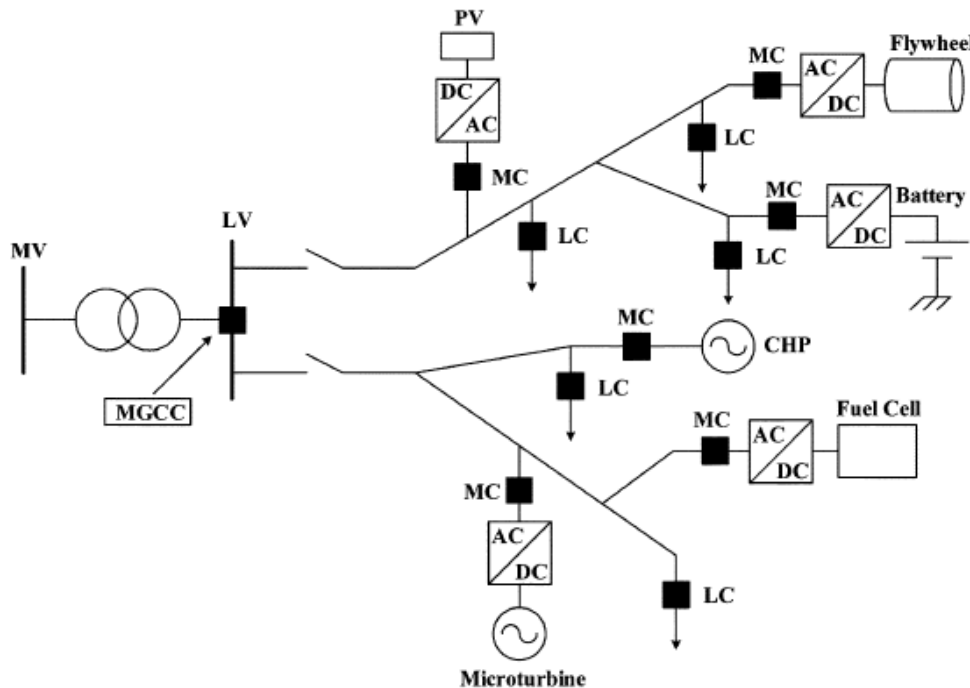 PV
DC
AC
MC
LC
MC
AC
DC
Flywheel
LC
MC
AC
DC
Battery
LC
MV
LV
MGCC
MC
CHP
LC
MC
AC
DC
Fuel Cell
MC
AC
DC
Microturbine
LC